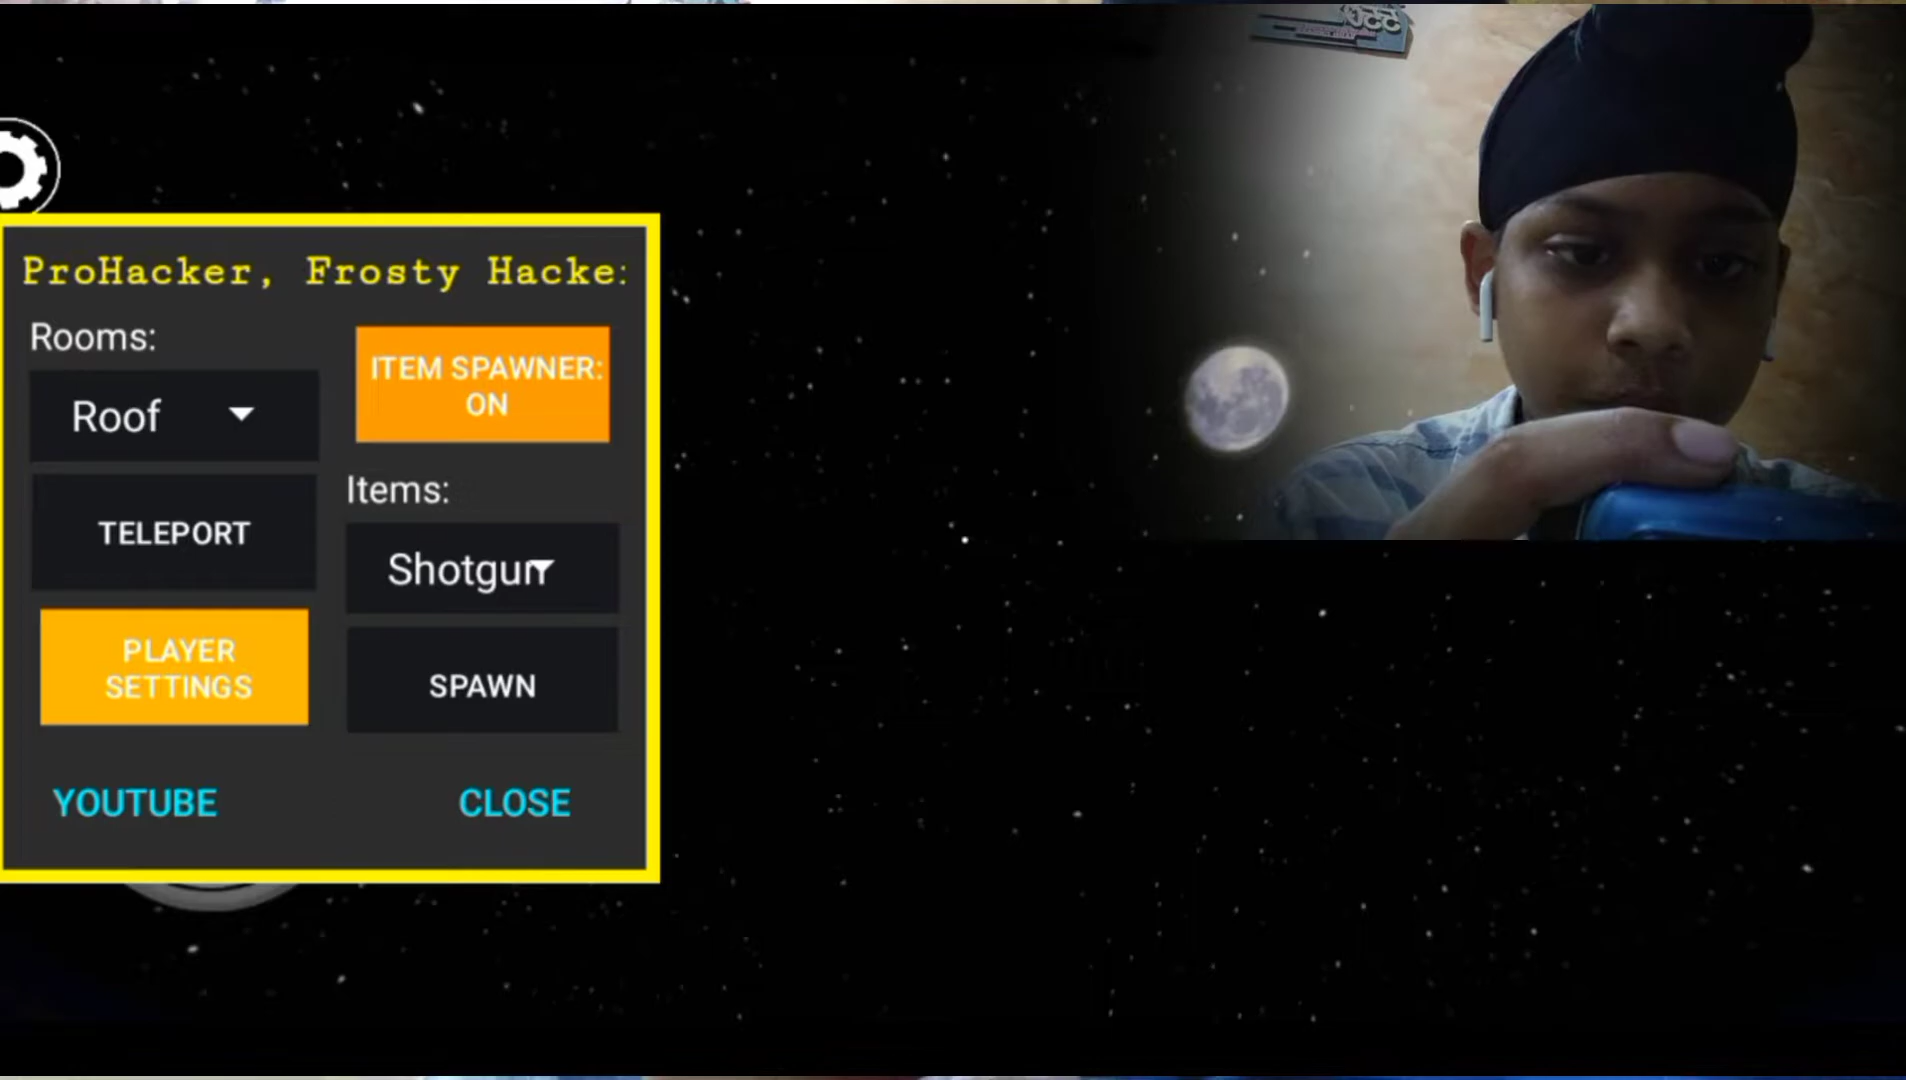 ProHacker, Frosty Hacke:
Rooms:
Roof
TELEPORT
PLAYER
SETTINGS
ITEM SPAWNER:
ON
Items:
Shotgun
SPAWN
YOUTUBE
CLOSE